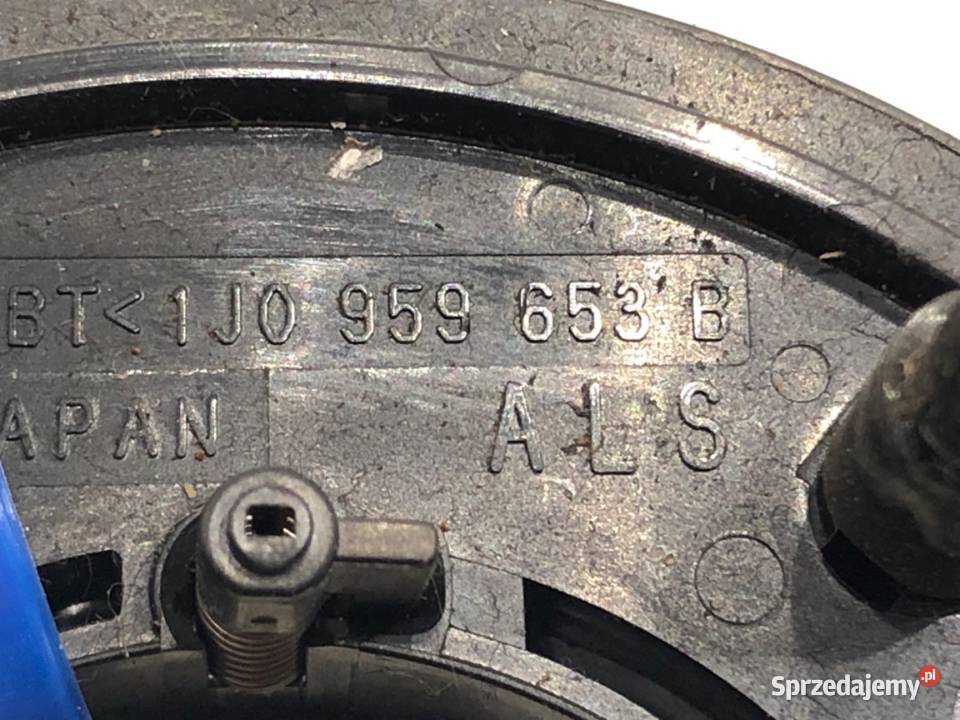 BT< 1J0 959 653 B
APAN ALS
Sprzedajemy.pl